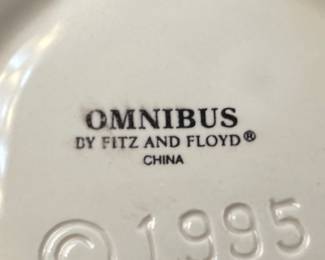 OMNIBUS
BY FITZ AND FLOYD®
CHINA
© 1995